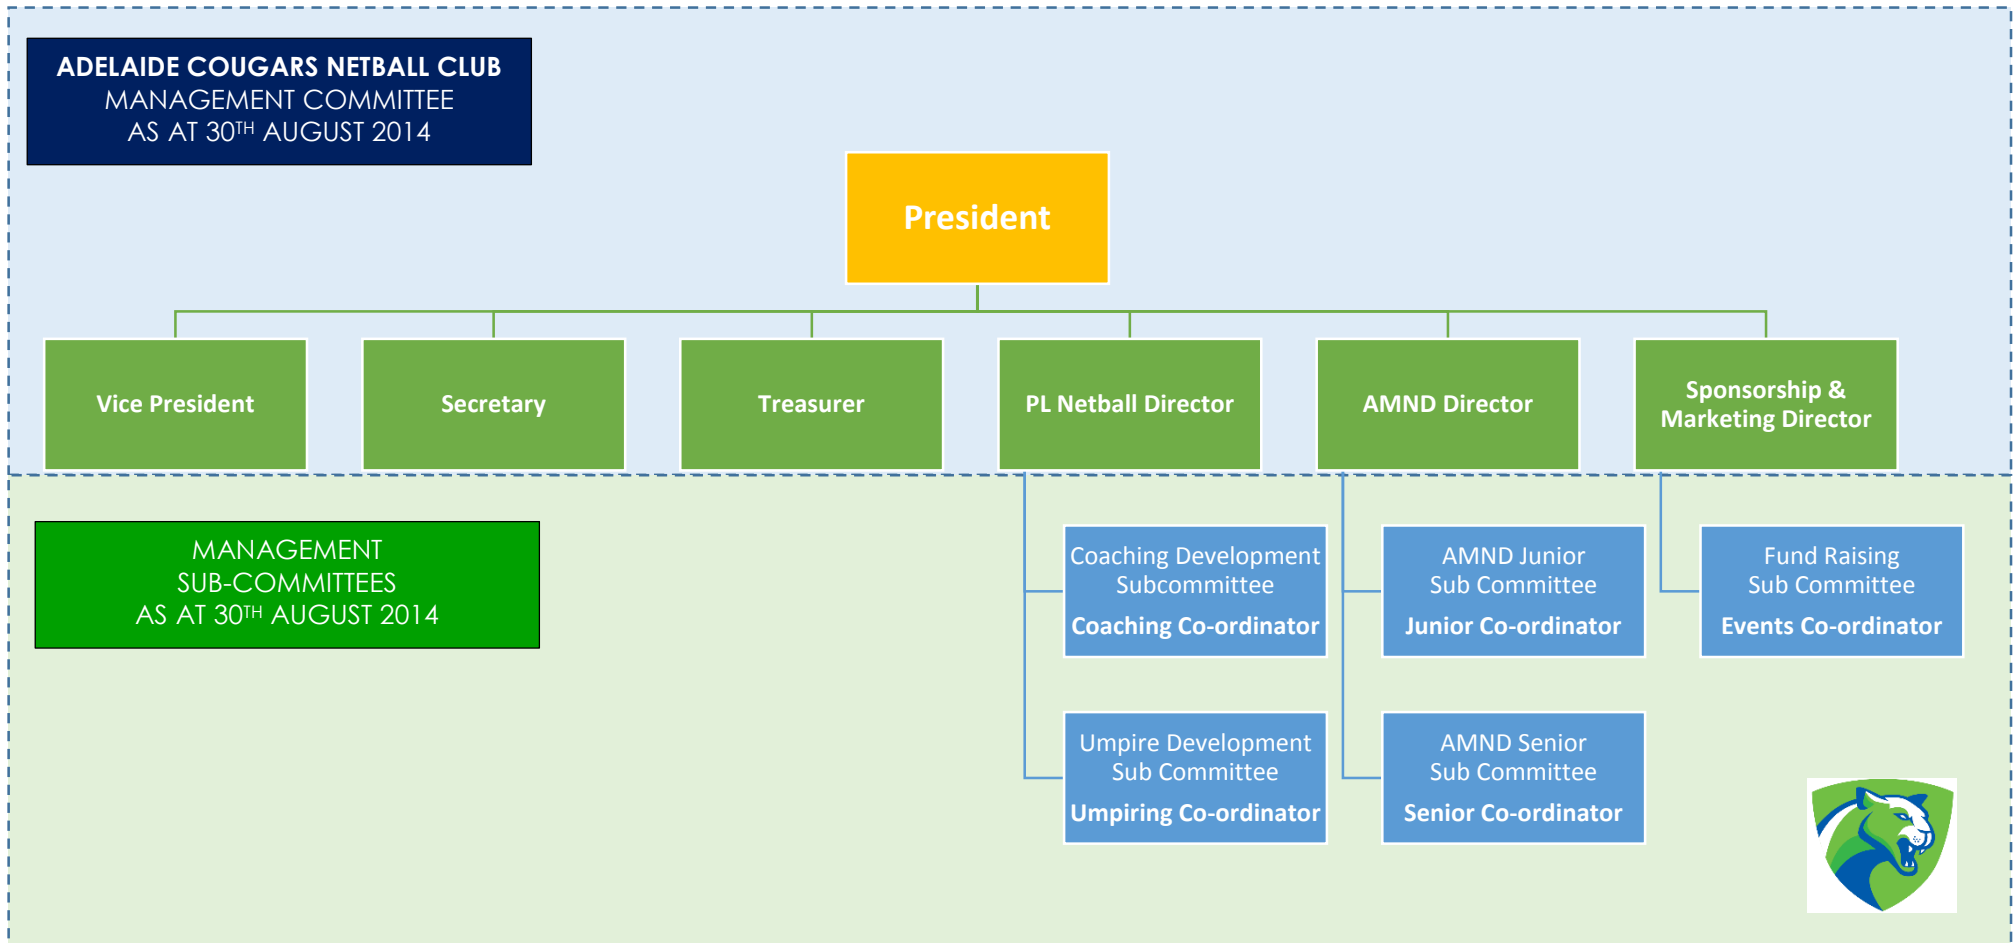 ADELAIDE COUGARS NETBALL CLUB
MANAGEMENT COMMITTEE
AS AT 30TH AUGUST 2014
President
Vice President
Secretary
Treasurer
PL Netball Director
AMND Director
Sponsorship &
Marketing Director
MANAGEMENT
SUB-COMMITTEES
AS AT 30TH AUGUST 2014
Coaching Development
Subcommittee
Coaching Co-ordinator
AMND Junior
Sub Committee
Junior Co-ordinator
Fund Raising
Sub Committee
Events Co-ordinator
Umpire Development
Sub Committee
Umpiring Co-ordinator
AMND Senior
Sub Committee
Senior Co-ordinator